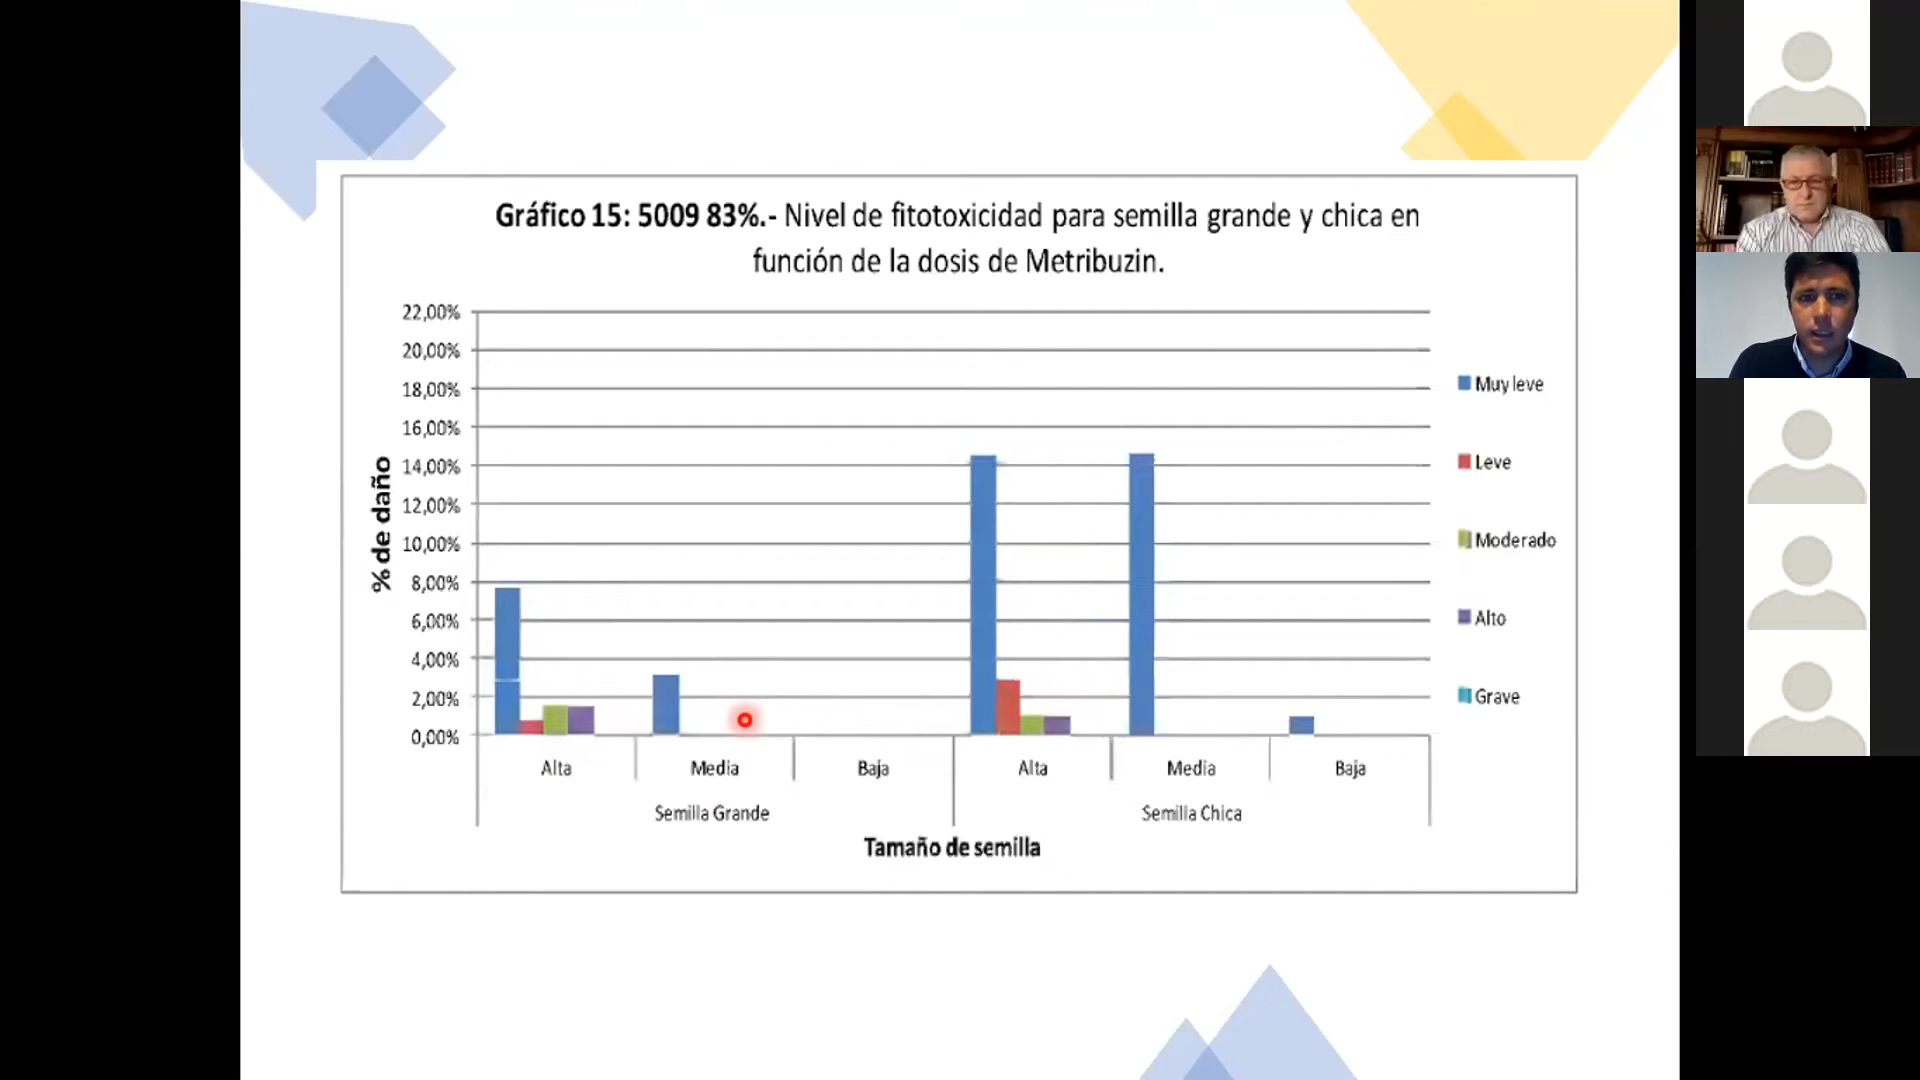 Gráfico 15: 5009 83%.- Nivel de fitotoxicidad para semilla grande y chica en
función de la dosis de Metribuzin.
% de daño
22,00%
20,00%
18,00%
16,00%
14,00%
12,00%
10,00%
8,00%
6,00%
4,00%
2,00%
0,00%
Muy leve
Leve
Moderado
Alto
Grave
Alta Media Baja Alta Media Baja
Semilla Grande Semilla Chica
Tamaño de semilla